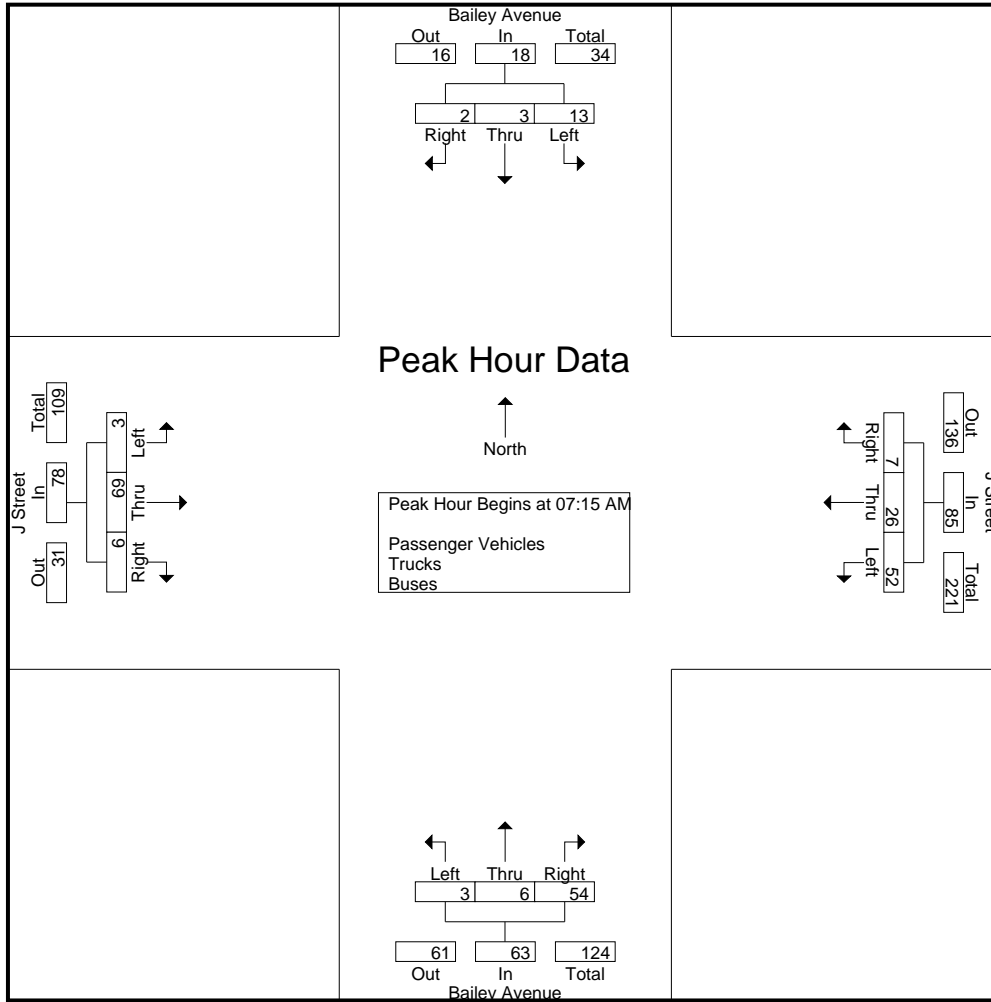 Bailey Avenue
Out In Total
16 18 34
2 3 13
Right Thru Left
Peak Hour Data
North
Peak Hour Begins at 07:15 AM
Passenger Vehicles
Trucks
Buses
J Street
Out In Total
31 78 109
Left Thru Right
3 69 6
J Street
Out In Total
136 85 221
Right Thru Left
7 26 52
Left Thru Right
3 6 54
61 63 124
Out In Total
Bailey Avenue